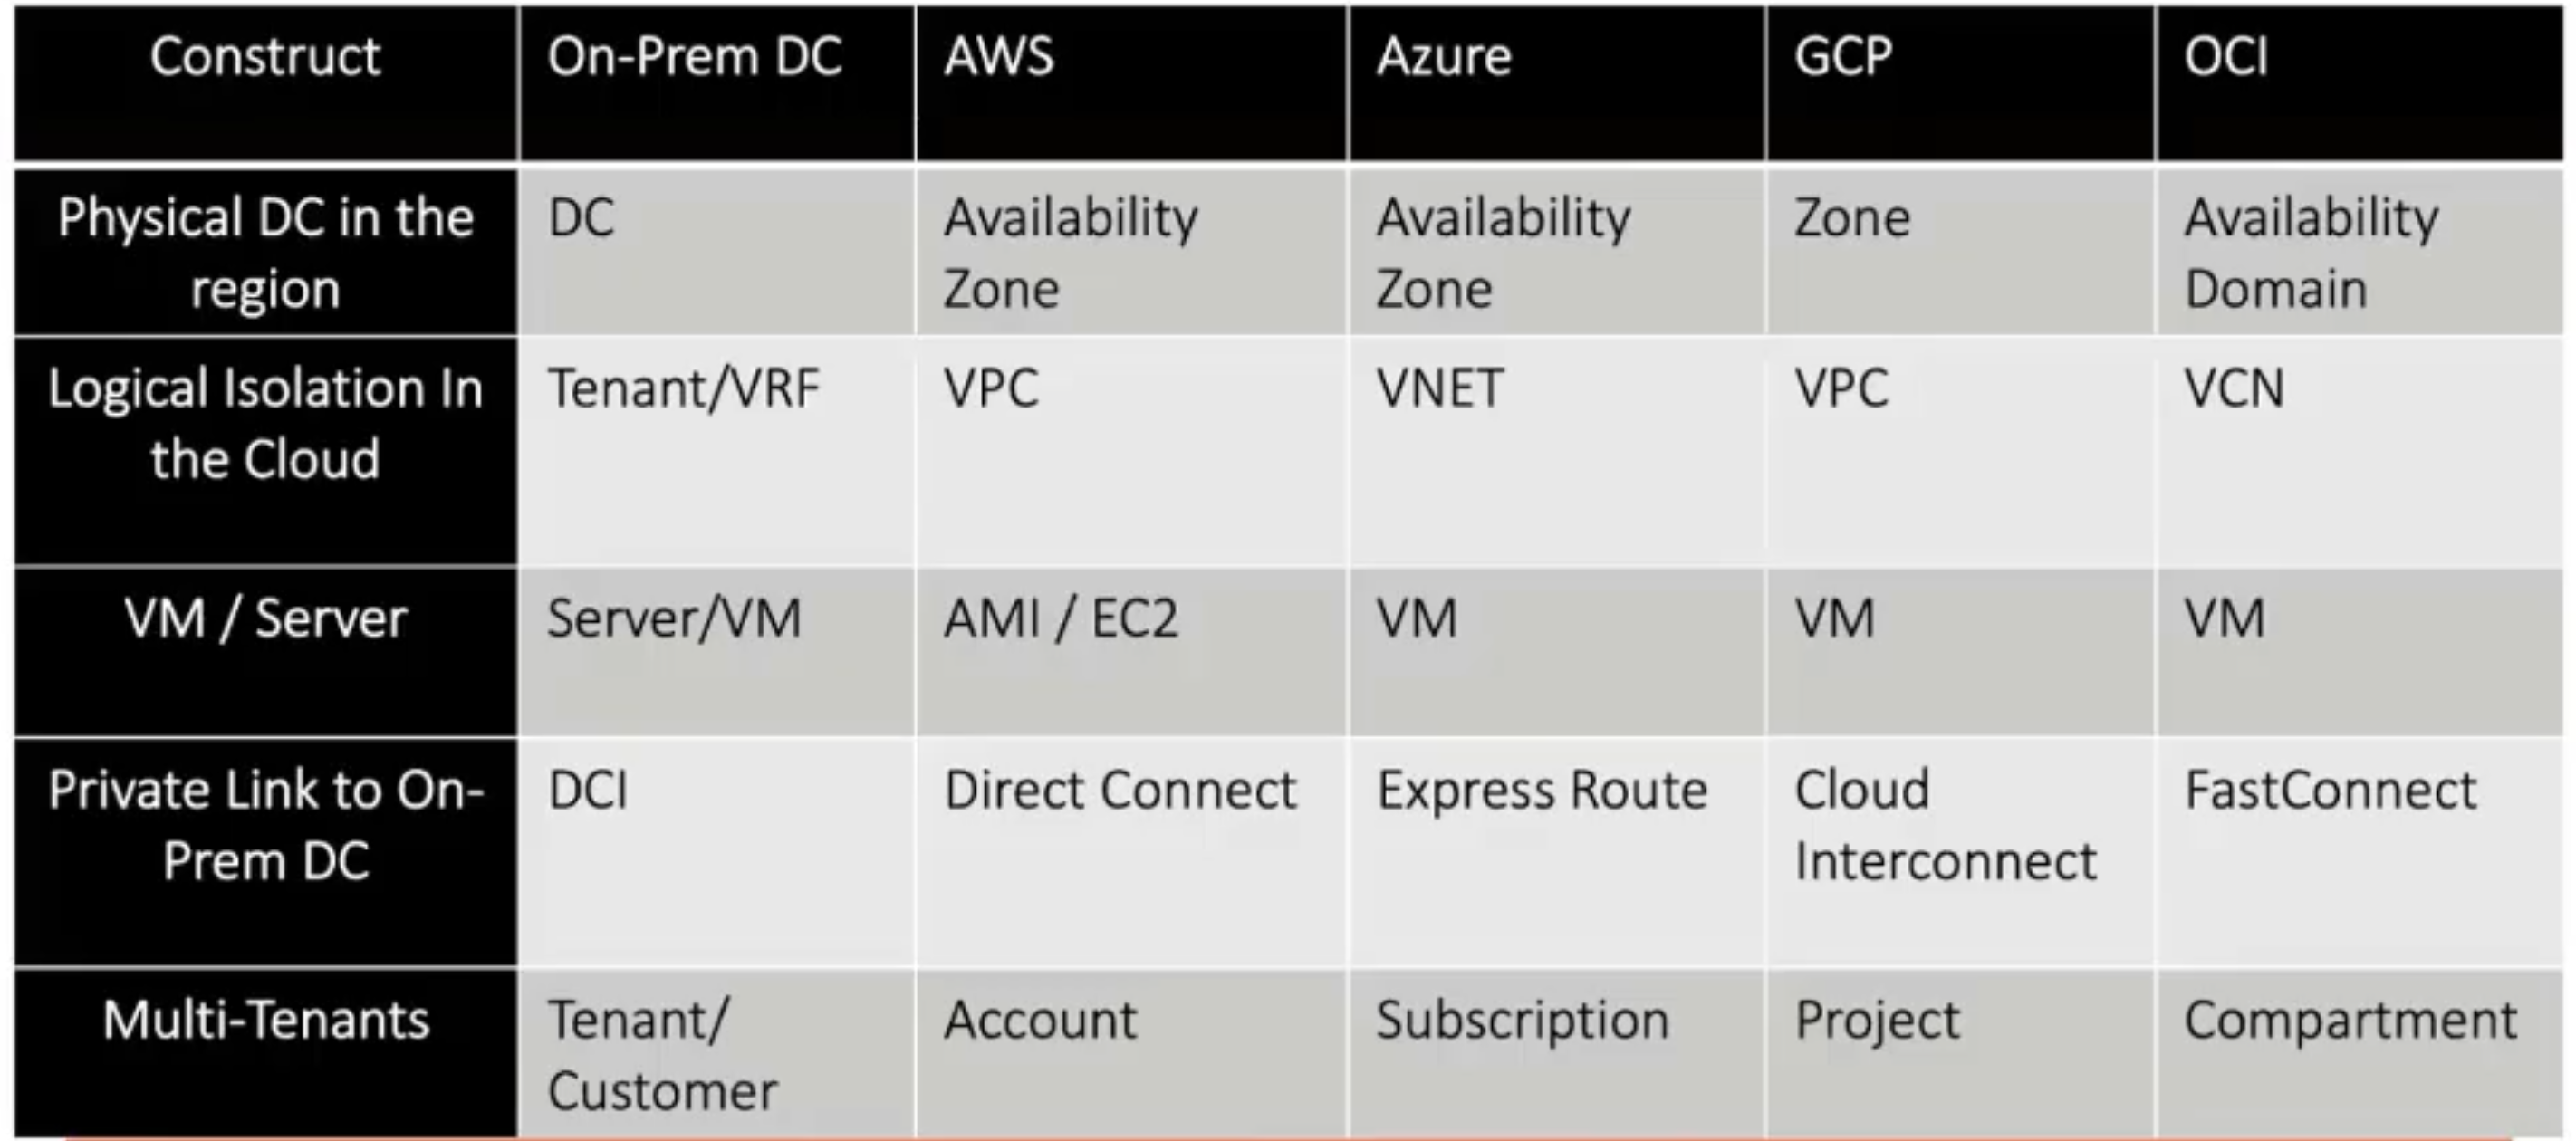 Construct On-Prem DC AWS Azure GCP OCI
Physical DC in the DC Availability Availability Zone Availability
region Zone Zone Domain
Logical Isolation In Tenant/VRF VPC VNET VPC VCN
the Cloud
VM / Server Server/VM AMI / EC2 VM VM VM
Private Link to On- DCI Direct Connect Express Route Cloud FastConnect
Prem DC Interconnect
Multi-Tenants Tenant/ Account Subscription Project Compartment
Customer